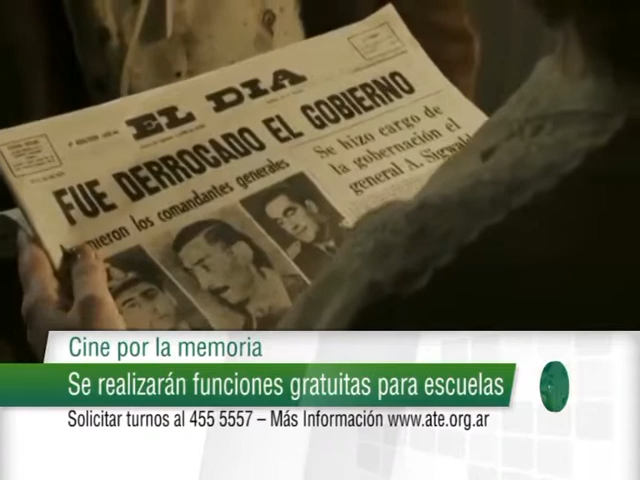 EL DIA
FUE DERROCADO EL GOBIERNO
los comandantes generales
Se hizo cargo de
la gobernación el
general A. Sigwald
Cine por la memoria
Se realizarán funciones gratuitas para escuelas
Solicitar turnos al 455 5557 – Más Información www.ate.org.ar